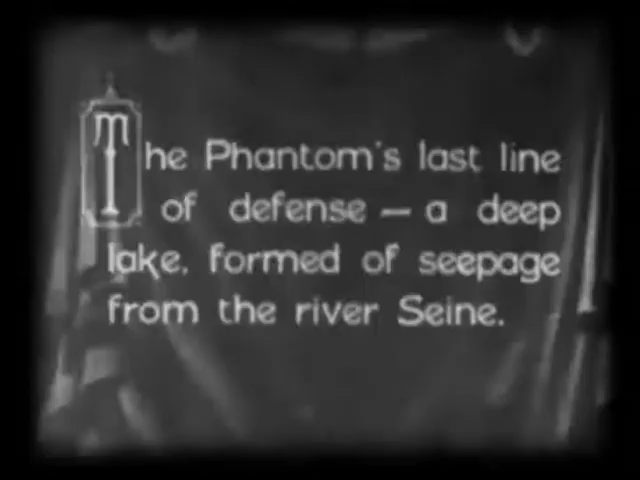 The Phantom's last line
of defense — a deep
lake, formed of seepage
from the river Seine.